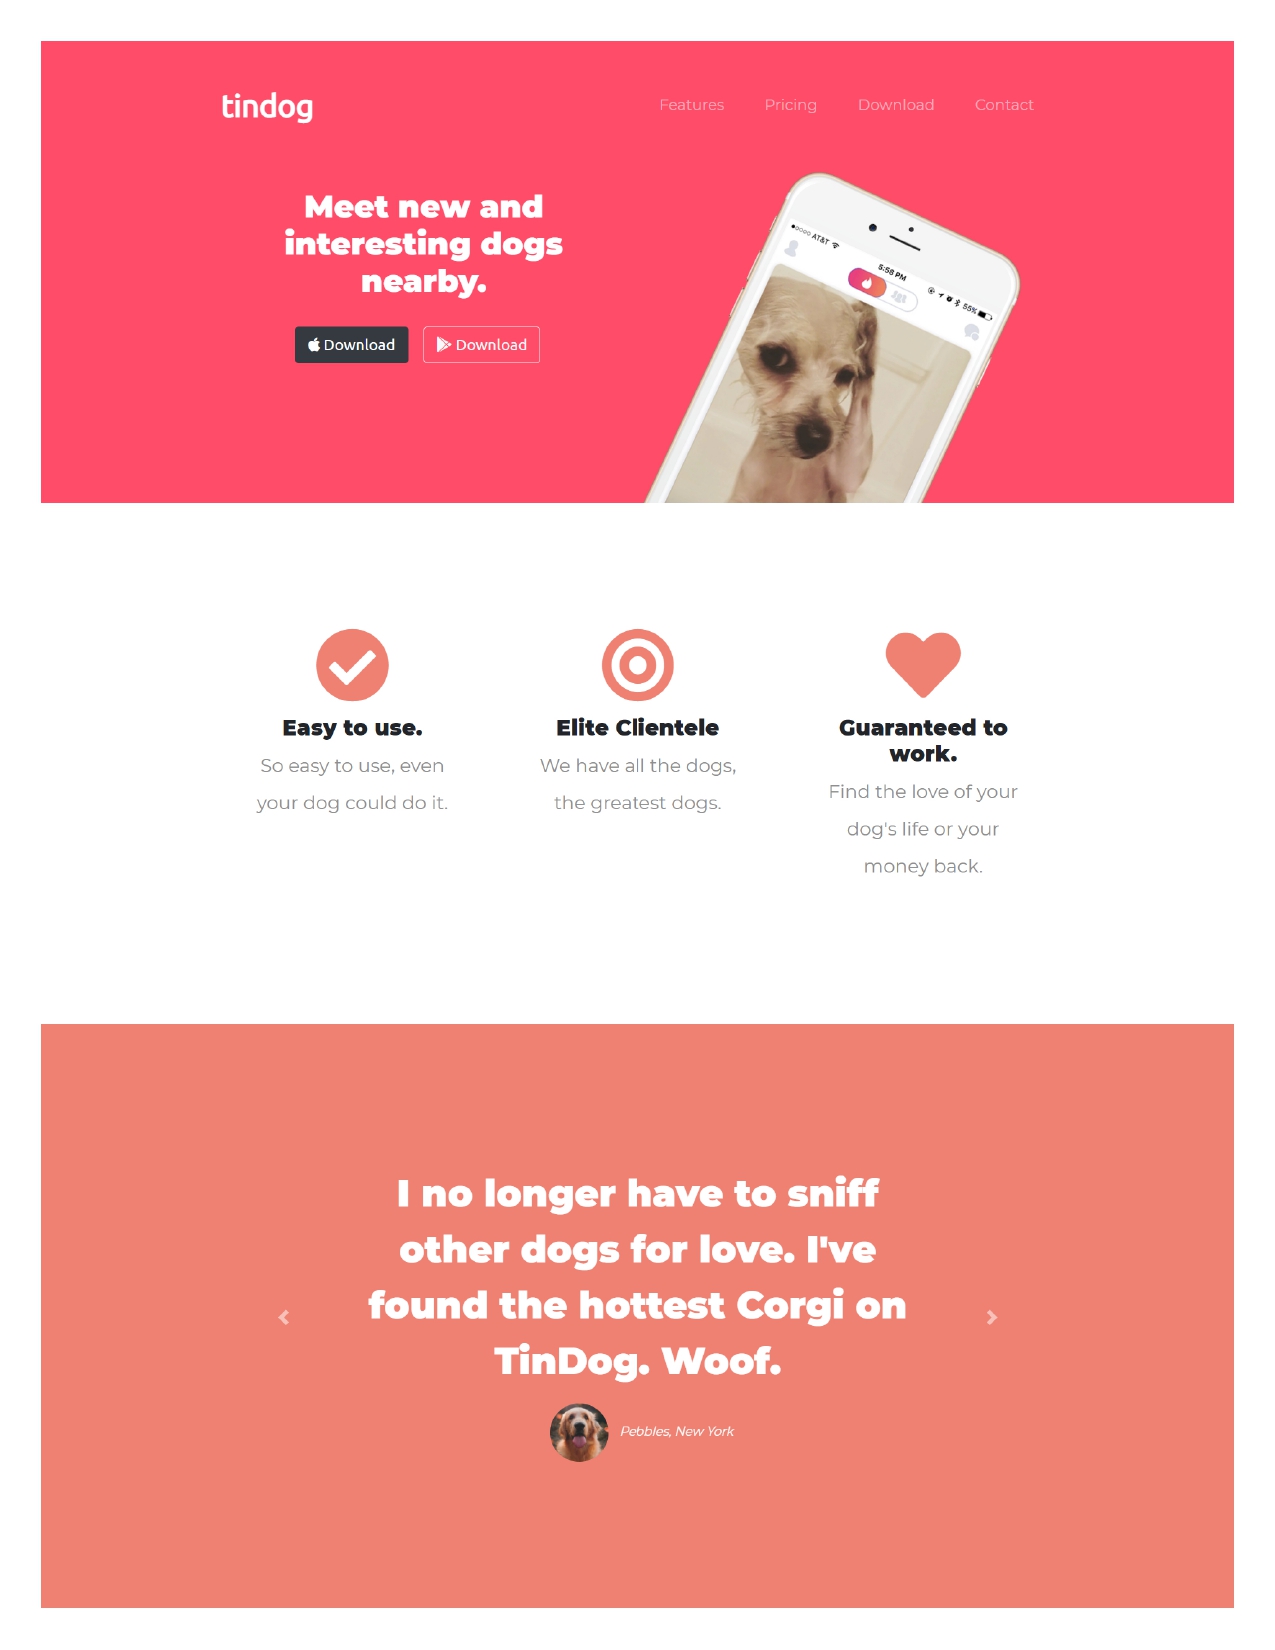 tindog
Features Pricing Download Contact
Meet new and
interesting dogs
nearby.
Download Download
AT&T 5:58 PM 55%
Easy to use.
So easy to use, even
your dog could do it.
Elite Clientele
We have all the dogs,
the greatest dogs.
Guaranteed to
work.
Find the love of your
dog's life or your
money back.
I no longer have to sniff
other dogs for love. I've
found the hottest Corgi on
TinDog. Woof.
Pebbles, New York